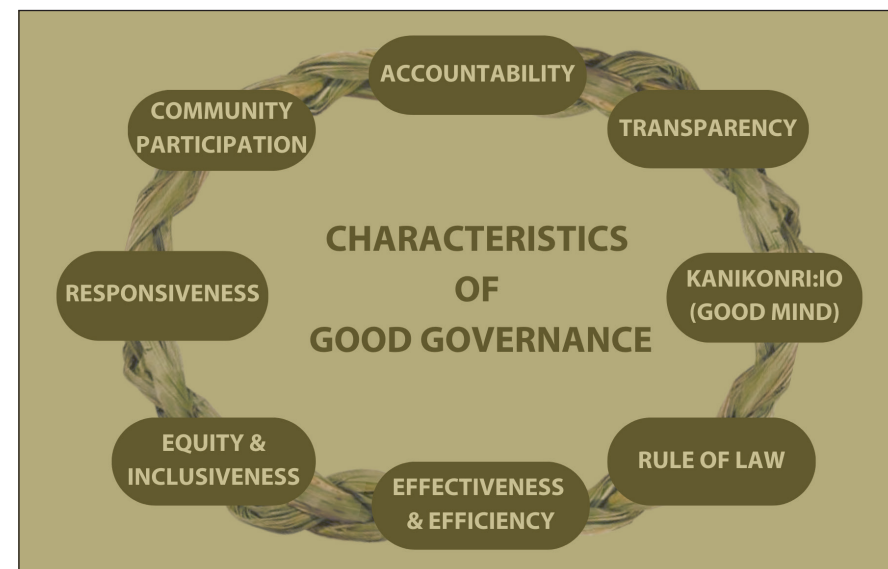 CHARACTERISTICS
OF
GOOD GOVERNANCE
ACCOUNTABILITY
TRANSPARENCY
KANIKONRI:IO
(GOOD MIND)
RULE OF LAW
EFFECTIVENESS
& EFFICIENCY
EQUITY &
INCLUSIVENESS
RESPONSIVENESS
COMMUNITY
PARTICIPATION